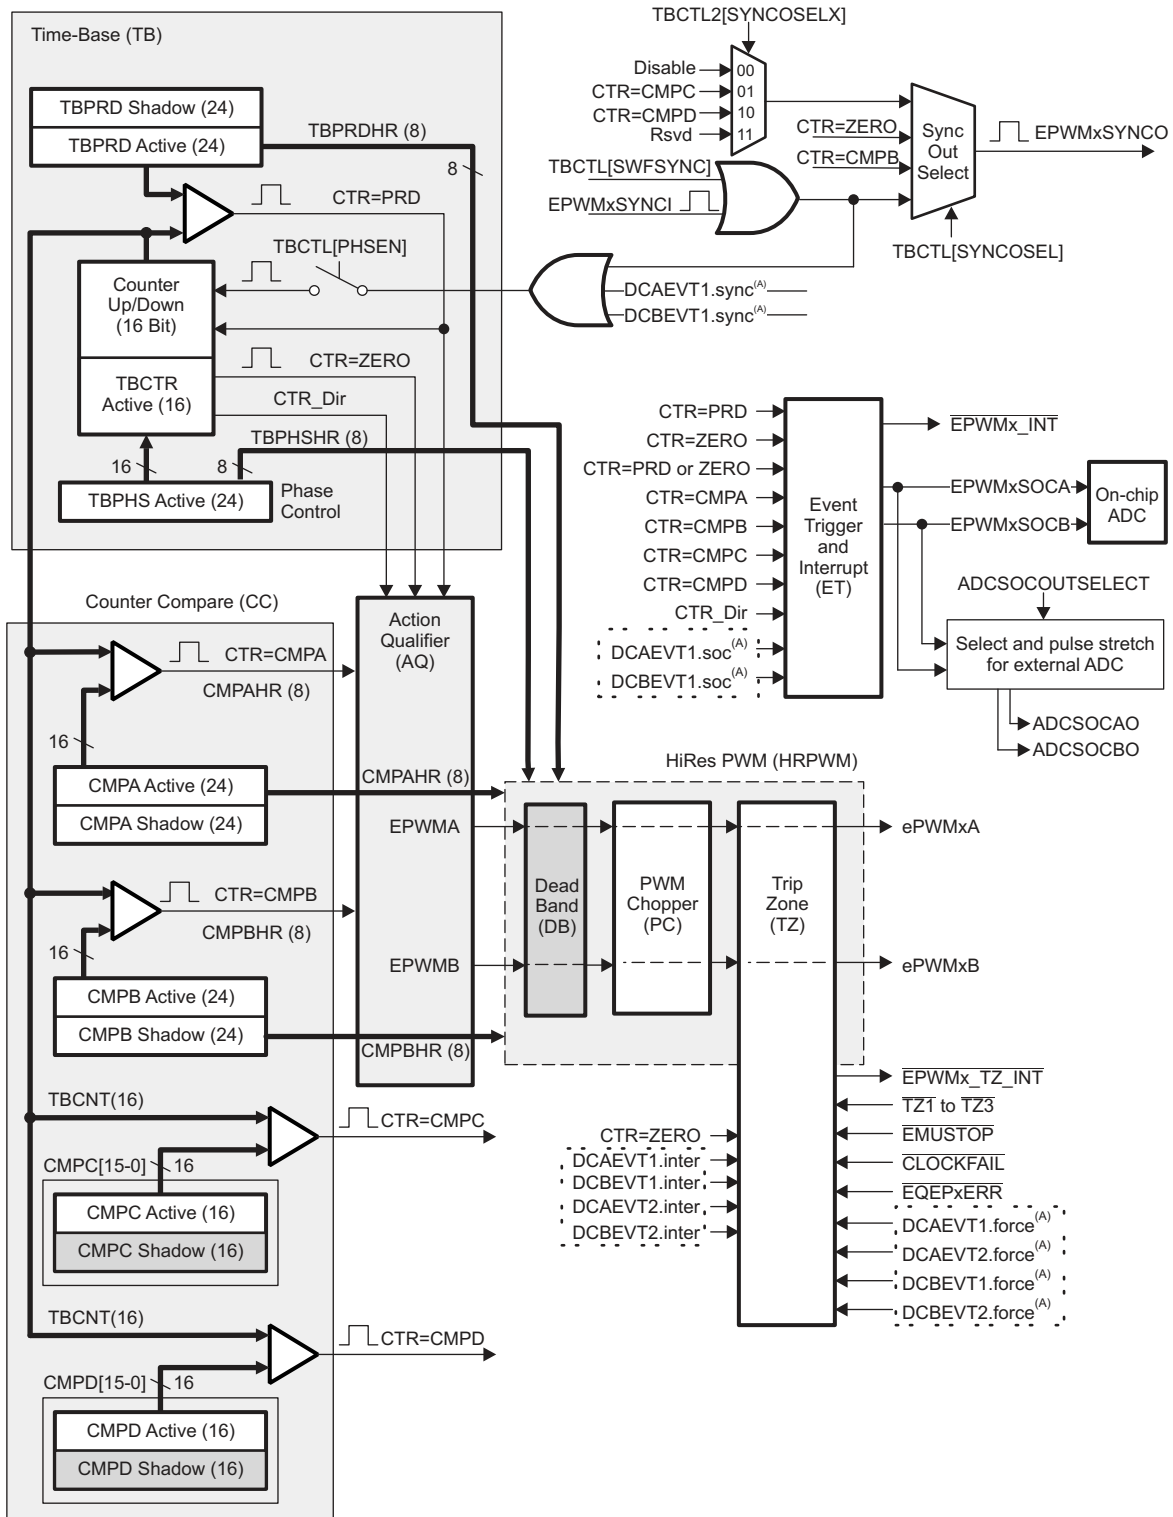 Time-Base (TB)
TBPRD Shadow (24)
TBPRD Active (24)
TBPRDHR (8)
8
CTR=PRD
TBCTL[PHSEN]
Counter
Up/Down
(16 Bit)
CTR=ZERO
TBCTR
Active (16)
CTR_Dir
TBPHSHR (8)
16
8
TBPHS Active (24)
Phase
Control
TBCTL2[SYNCOSELX]
Disable
00
CTR=CMPC
01
CTR=CMPD
10
Rsvd
11
CTR=ZERO
CTR=CMPB
Sync
Out
Select
EPWMxSYNCO
TBCTL[SWFSYNC]
EPWMxSYNCI
TBCTL[SYNCOSEL]
DCAEVT1.sync(A)
DCBEVT1.sync(A)
CTR=PRD
CTR=ZERO
CTR=PRD or ZERO
CTR=CMPA
CTR=CMPB
CTR=CMPC
CTR=CMPD
CTR_Dir
DCAEVT1.soc(A)
DCBEVT1.soc(A)
Event
Trigger
and
Interrupt
(ET)
EPWMx_INT
EPWMxSOCA
EPWMxSOCB
On-chip
ADC
ADCSOCOUTSELECT
Select and pulse stretch
for external ADC
ADCSOCAO
ADCSOCBO
Counter Compare (CC)
CTR=CMPA
CMPAHR (8)
16
CMPA Active (24)
CMPA Shadow (24)
Action
Qualifier
(AQ)
CMPAHR (8)
EPWMA
EPWMB
CMPBHR (8)
CTR=CMPB
CMPBHR (8)
16
CMPB Active (24)
CMPB Shadow (24)
HiRes PWM (HRPWM)
Dead
Band
(DB)
PWM
Chopper
(PC)
Trip
Zone
(TZ)
ePWMxA
ePWMxB
EPWMx_TZ_INT
TZ1 to TZ3
EMUSTOP
CLOCKFAIL
EQEPxERR
DCAEVT1.force(A)
DCAEVT2.force(A)
DCBEVT1.force(A)
DCBEVT2.force(A)
CTR=ZERO
DCAEVT1.inter
DCBEVT1.inter
DCAEVT2.inter
DCBEVT2.inter
TBCNT(16)
CTR=CMPC
CMPC[15-0]
16
CMPC Active (16)
CMPC Shadow (16)
TBCNT(16)
CTR=CMPD
CMPD[15-0]
16
CMPD Active (16)
CMPD Shadow (16)